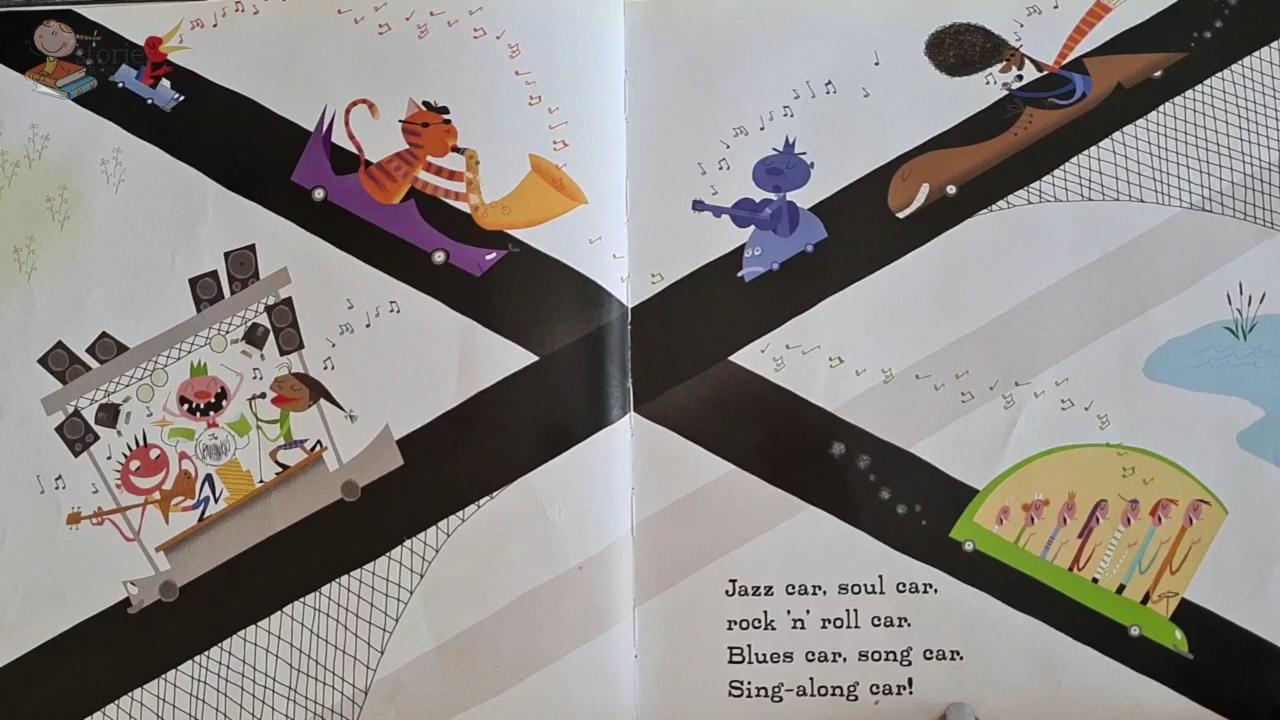 Jazz car, soul car,
rock 'n' roll car.
Blues car, song car.
Sing-along car!